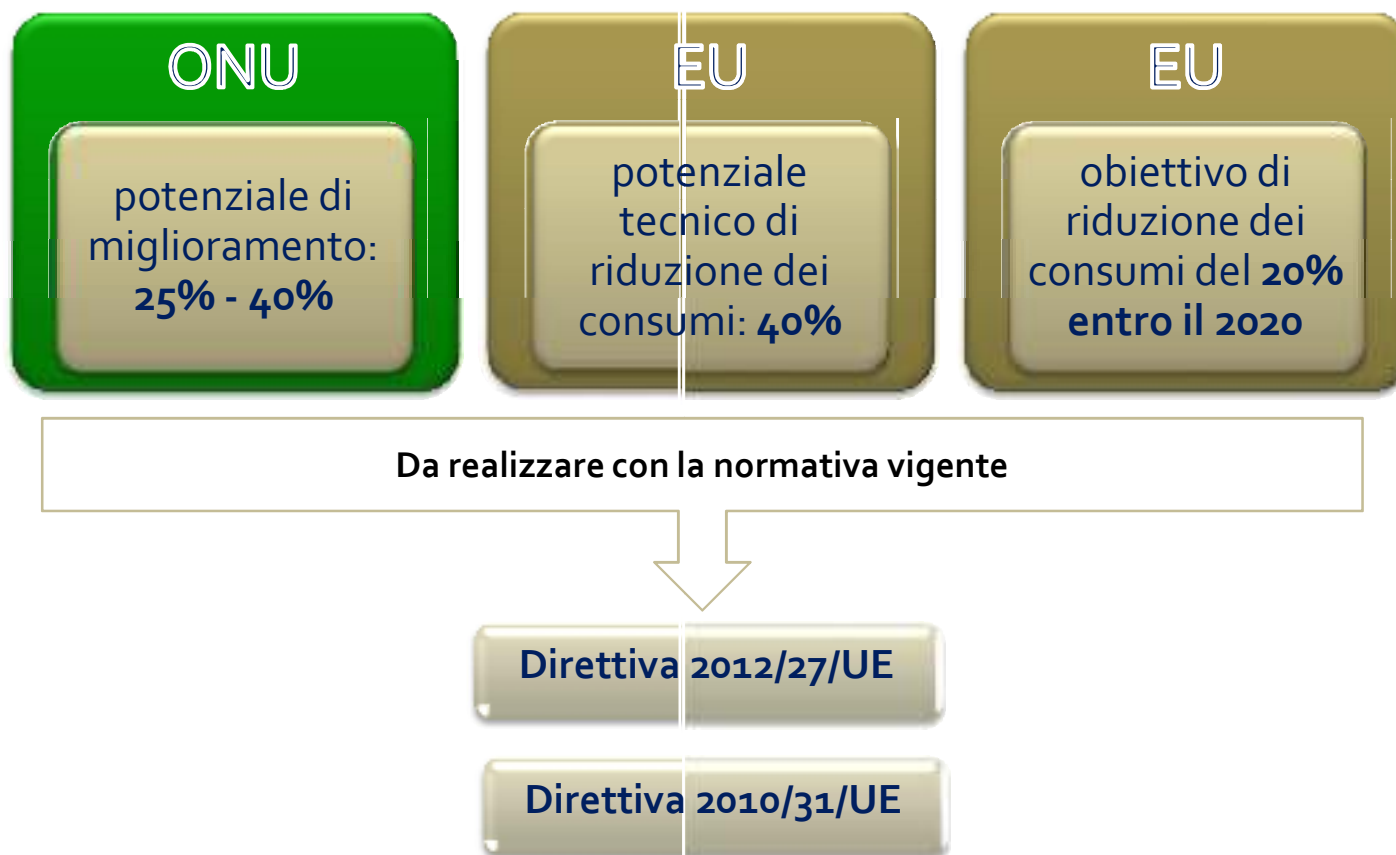 ONU
potenziale di
miglioramento:
25% - 40%
EU
potenziale
tecnico di
riduzione dei
consumi: 40%
EU
obiettivo di
riduzione dei
consumi del 20%
entro il 2020
Da realizzare con la normativa vigente
Direttiva 2012/27/UE
Direttiva 2010/31/UE